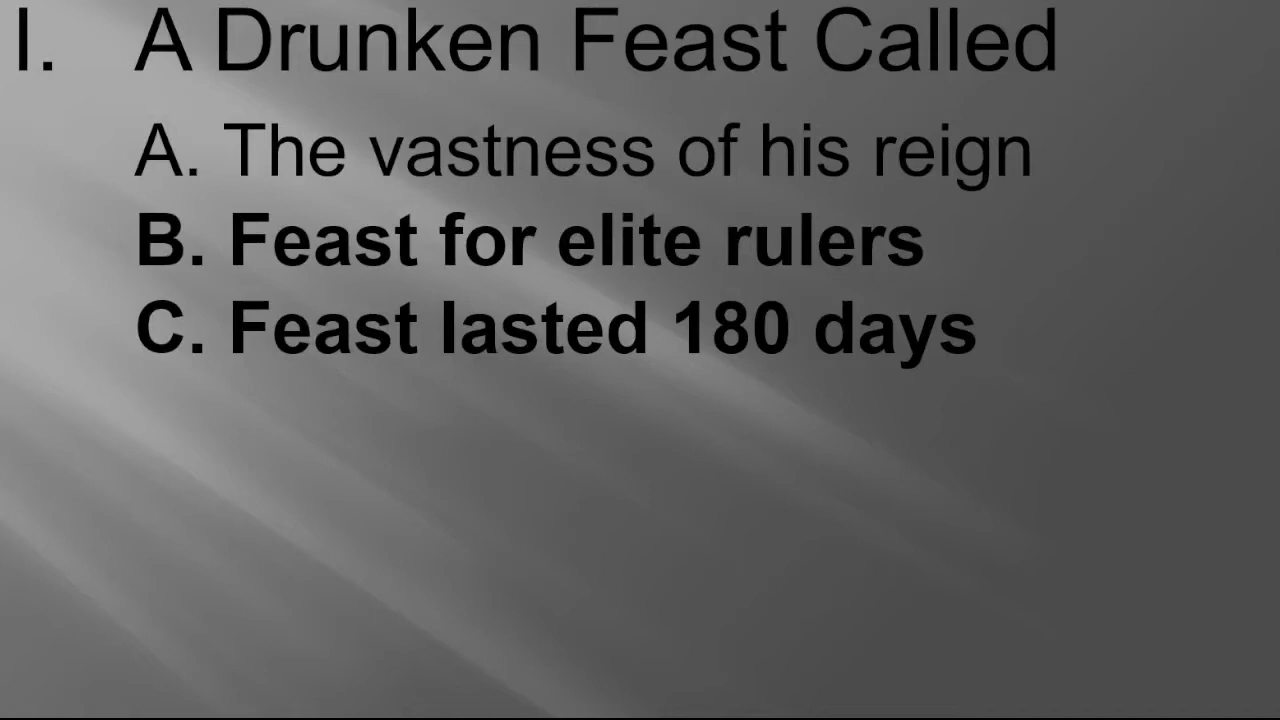 I. A Drunken Feast Called
A. The vastness of his reign
B. Feast for elite rulers
C. Feast lasted 180 days